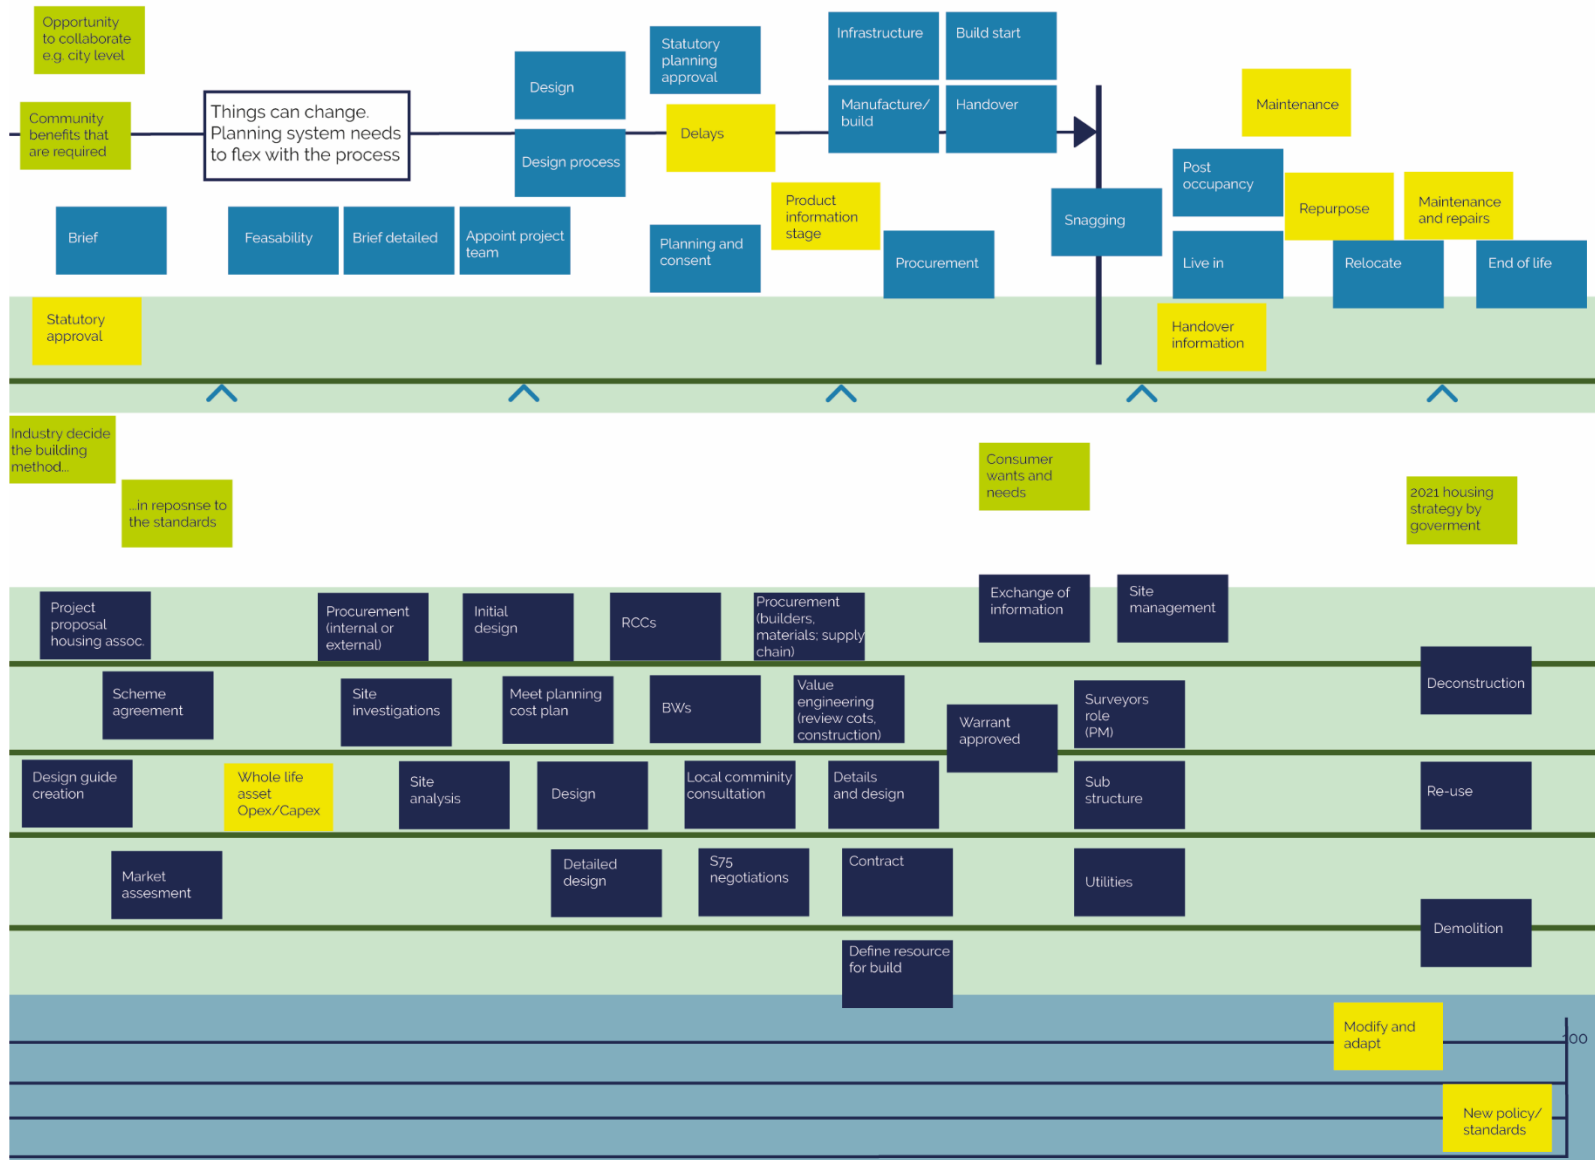 Opportunity
to collaborate
e.g. city level
Community
benefits that
are required
Things can change.
Planning system needs
to flex with the process
Design
Design process
Statutory
planning
approval
Delays
Infrastructure
Build start
Manufacture/
build
Handover
Maintenance
Brief
Feasability
Brief detailed
Appoint project
team
Planning and
consent
Product
information
stage
Procurement
Snagging
Post
occupancy
Repurpose
Maintenance
and repairs
Live in
Relocate
End of life
Statutory
approval
Handover
information
Industry decide
the building
method...
...in reposnse to
the standards
Consumer
wants and
needs
2021 housing
strategy by
goverment
Project
proposal
housing assoc.
Procurement
(internal or
external)
Initial
design
RCCs
Procurement
(builders,
materials; supply
chain)
Exchange of
information
Site
management
Scheme
agreement
Site
investigations
Meet planning
cost plan
BWs
Value
engineering
(review cots,
construction)
Warrant
approved
Surveyors
role
(PM)
Deconstruction
Design guide
creation
Whole life
asset
Opex/Capex
Site
analysis
Design
Local comminity
consultation
Details
and design
Sub
structure
Re-use
Market
assesment
Detailed
design
S75
negotiations
Contract
Utilities
Demolition
Define resource
for build
Modify and
adapt
100
New policy/
standards